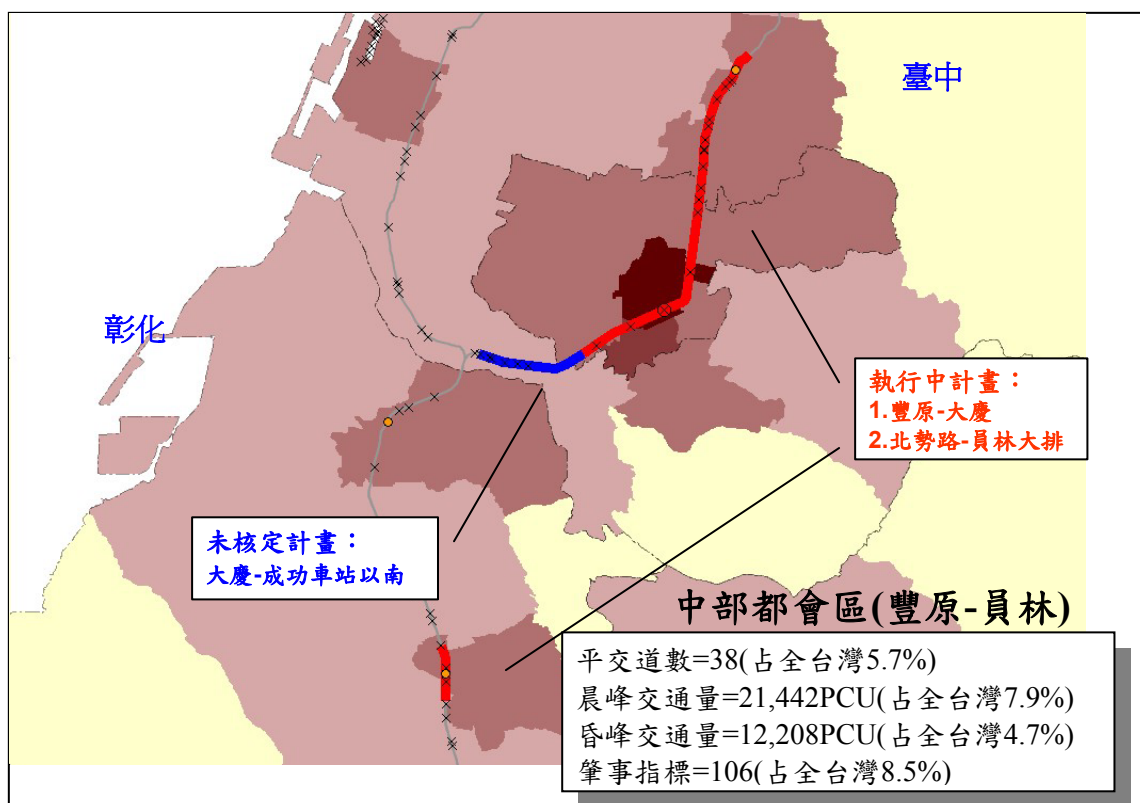 臺中
彰化
執行中計畫：
1.豐原-大慶
2.北勢路-員林大排
未核定計畫：
大慶-成功車站以南
中部都會區(豐原-員林)
平交道數=38(占全台灣5.7%)
晨峰交通量=21,442PCU(占全台灣7.9%)
昏峰交通量=12,208PCU(占全台灣4.7%)
肇事指標=106(占全台灣8.5%)